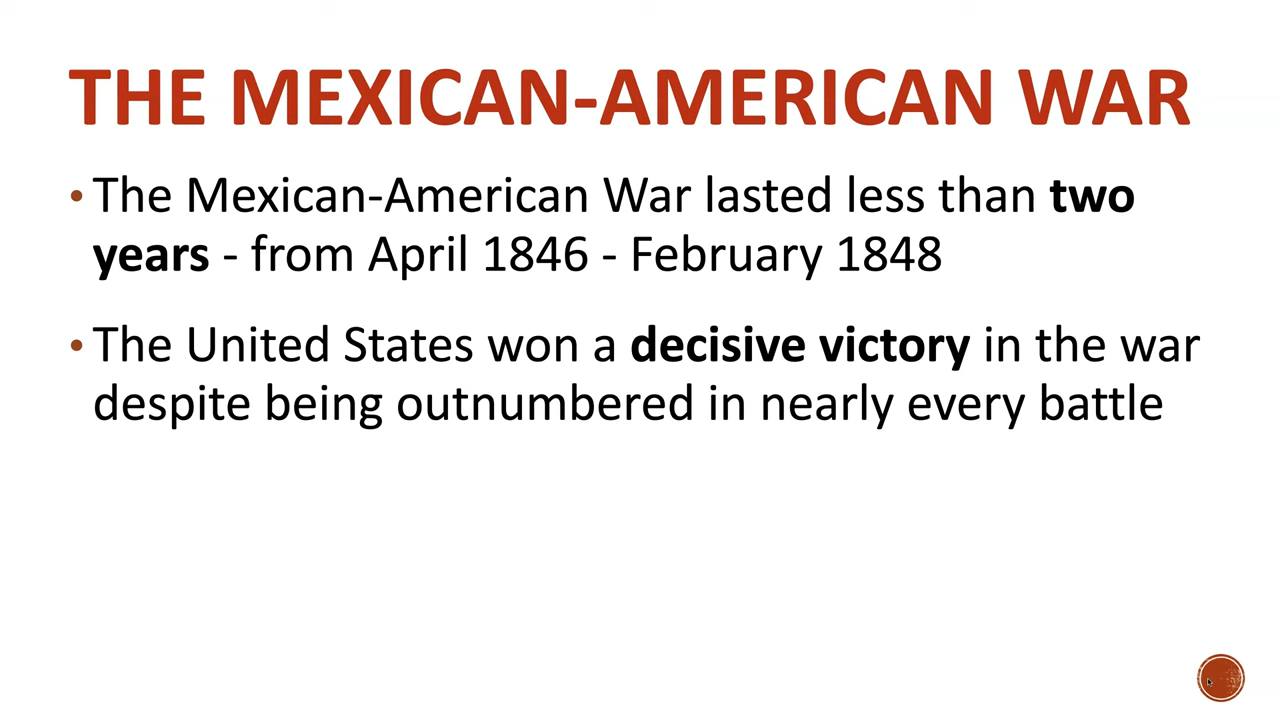 THE MEXICAN-AMERICAN WAR
• The Mexican-American War lasted less than two
years - from April 1846 - February 1848
• The United States won a decisive victory in the war
despite being outnumbered in nearly every battle